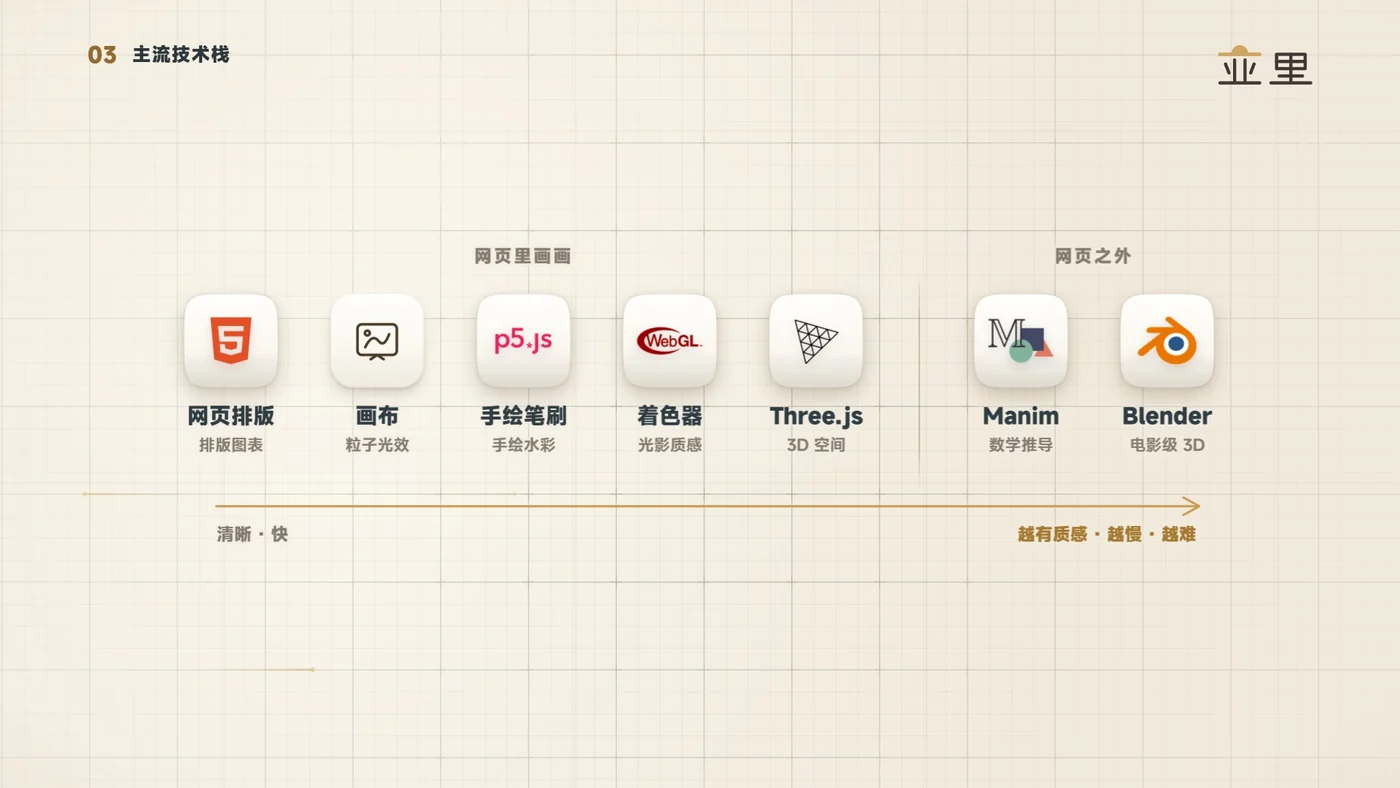 03 主流技术栈
亚里
网页里画画
网页之外
5
p5*js
WebGL™
M
网页排版
画布
手绘笔刷
着色器
Three.js
Manim
Blender
排版图表
粒子光效
手绘水彩
光影质感
3D 空间
数学推导
电影级 3D
清晰 · 快
越有质感 · 越慢 · 越难